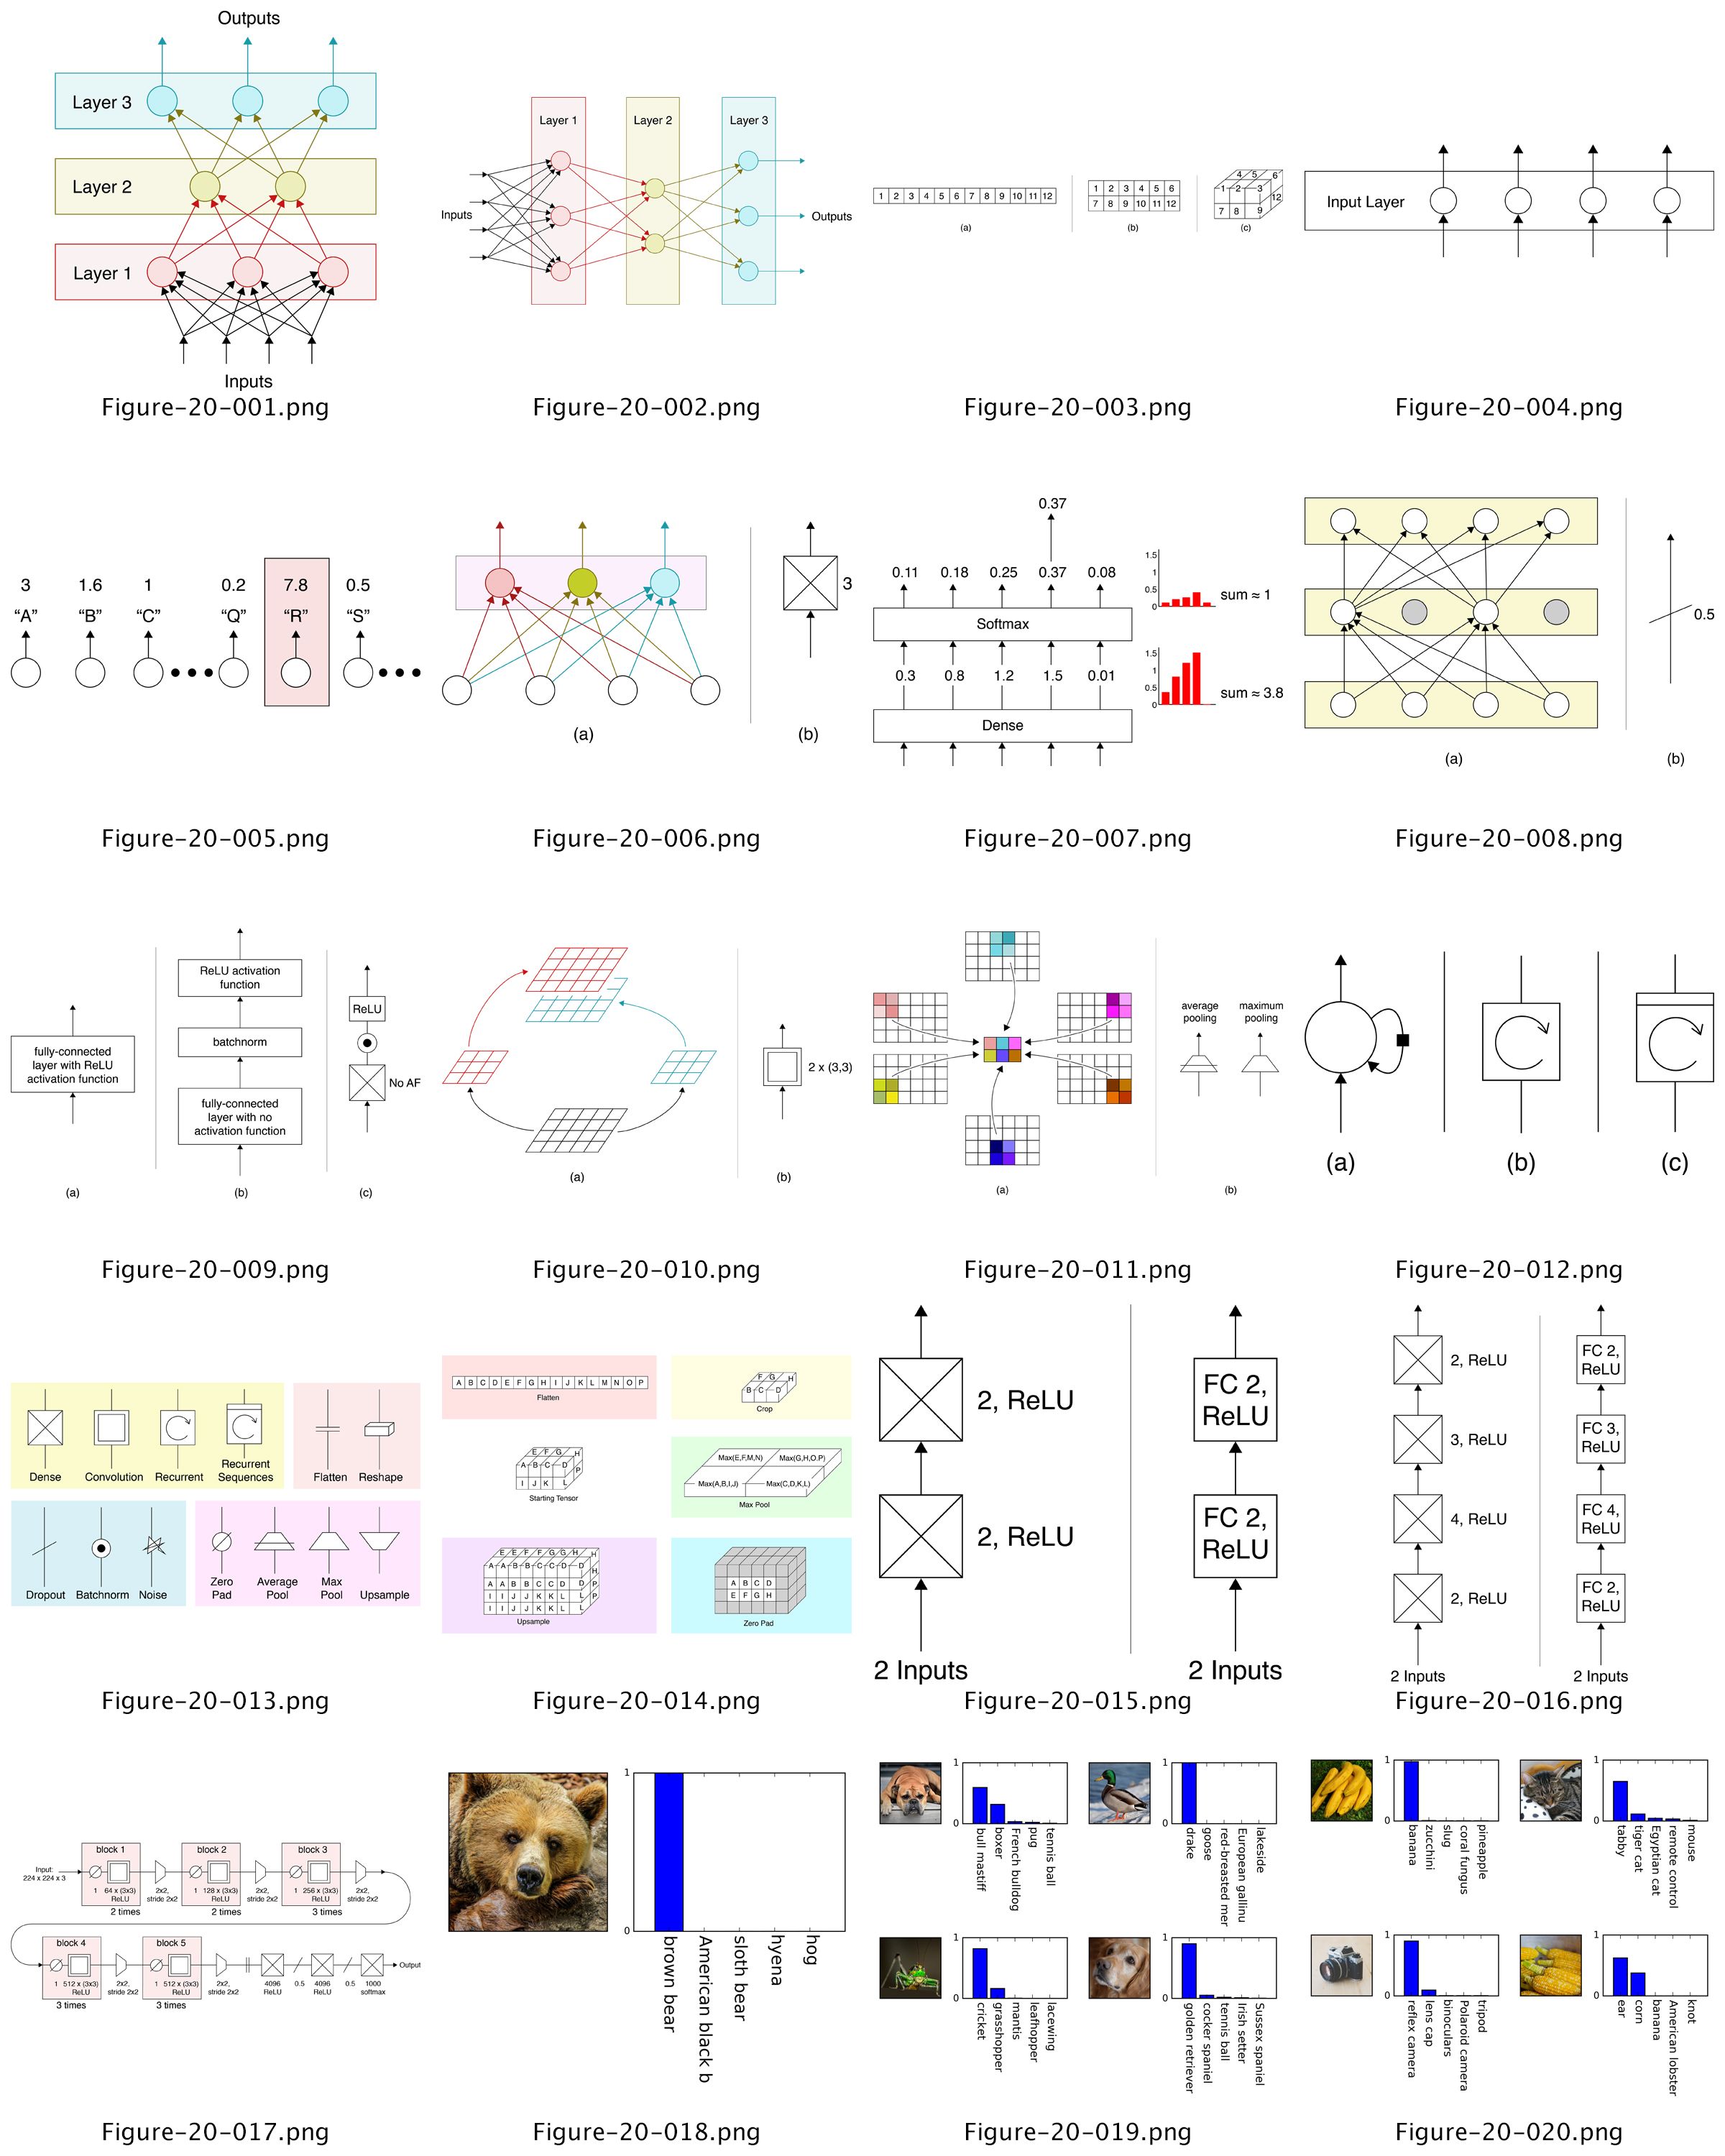 Outputs
Layer 3
Layer 2
Layer 1
Inputs
Figure-20-001.png
Layer 1 Layer 2 Layer 3
Inputs
Outputs
Figure-20-002.png
1 2 3 4 5 6 7 8 9 10 11 12
(a)
1 2 3 4 5 6
7 8 9 10 11 12
(b)
4 5 6
1 2 3
12
7 8 9
(c)
Figure-20-003.png
Input Layer
Figure-20-004.png
3 1.6 1 0.2 7.8 0.5
“A” “B” “C” “Q” “R” “S”
Figure-20-005.png
3
(a) (b)
Figure-20-006.png
0.37
0.11 0.18 0.25 0.37 0.08
Softmax
0.3 0.8 1.2 1.5 0.01
Dense
1.5
1
0.5
0
sum ≈ 1
1.5
1
0.5
0
sum ≈ 3.8
Figure-20-007.png
0.5
(a) (b)
Figure-20-008.png
fully-connected
layer with ReLU
activation function
(a)
ReLU activation
function
batchnorm
fully-connected
layer with no
activation function
(b)
ReLU
No AF
(c)
Figure-20-009.png
2 x (3,3)
(a) (b)
Figure-20-010.png
average
pooling
maximum
pooling
(a) (b)
Figure-20-011.png
(a) (b) (c)
Figure-20-012.png
Dense Convolution Recurrent Recurrent
Sequences
Flatten Reshape
Dropout Batchnorm Noise
Zero
Pad
Average
Pool
Max
Pool
Upsample
Figure-20-013.png
A B C D E F G H I J K L M N O P
Flatten
F G H
B C D
Crop
E F G H
A B C D
P
I J K L
Starting Tensor
Max(E,F,M,N) Max(G,H,O.P)
Max(A,B,I,J) Max(C,D,K,L)
Max Pool
E E F F G G H H
A A B B C C D D H
A A B B C C D D P
I I J J K K L L P
I I J J K K L L
Upsample
A B C D
E F G H
Zero Pad
Figure-20-014.png
2, ReLU
2, ReLU
2 Inputs
FC 2,
ReLU
FC 2,
ReLU
2 Inputs
Figure-20-015.png
2, ReLU
3, ReLU
4, ReLU
2, ReLU
2 Inputs
FC 2,
ReLU
FC 3,
ReLU
FC 4,
ReLU
FC 2,
ReLU
2 Inputs
Figure-20-016.png
Input:
224 x 224 x 3
block 1
1 64 x (3x3)
ReLU
2 times
2x2,
stride 2x2
block 2
1 128 x (3x3)
ReLU
2 times
2x2,
stride 2x2
block 3
1 256 x (3x3)
ReLU
3 times
2x2,
stride 2x2
block 4
1 512 x (3x3)
ReLU
3 times
2x2,
stride 2x2
block 5
1 512 x (3x3)
ReLU
3 times
2x2,
stride 2x2
4096
ReLU
0.5
4096
ReLU
0.5
1000
softmax
Output
Figure-20-017.png
1
0
brown bear
American black b
sloth bear
hyena
hog
Figure-20-018.png
1
0
bull mastiff
boxer
French bulldog
pug
tennis ball
1
0
drake
goose
red-breasted mer
European gallinu
lakeside
1
0
cricket
grasshopper
mantis
leafhopper
lacewing
1
0
golden retriever
cocker spaniel
tennis ball
Irish setter
Sussex spaniel
Figure-20-019.png
1
0
banana
zucchini
slug
coral fungus
pineapple
1
0
tabby
tiger cat
Egyptian cat
remote control
mouse
1
0
reflex camera
lens cap
binoculars
Polaroid camera
tripod
1
0
ear
corn
banana
American lobster
knot
Figure-20-020.png